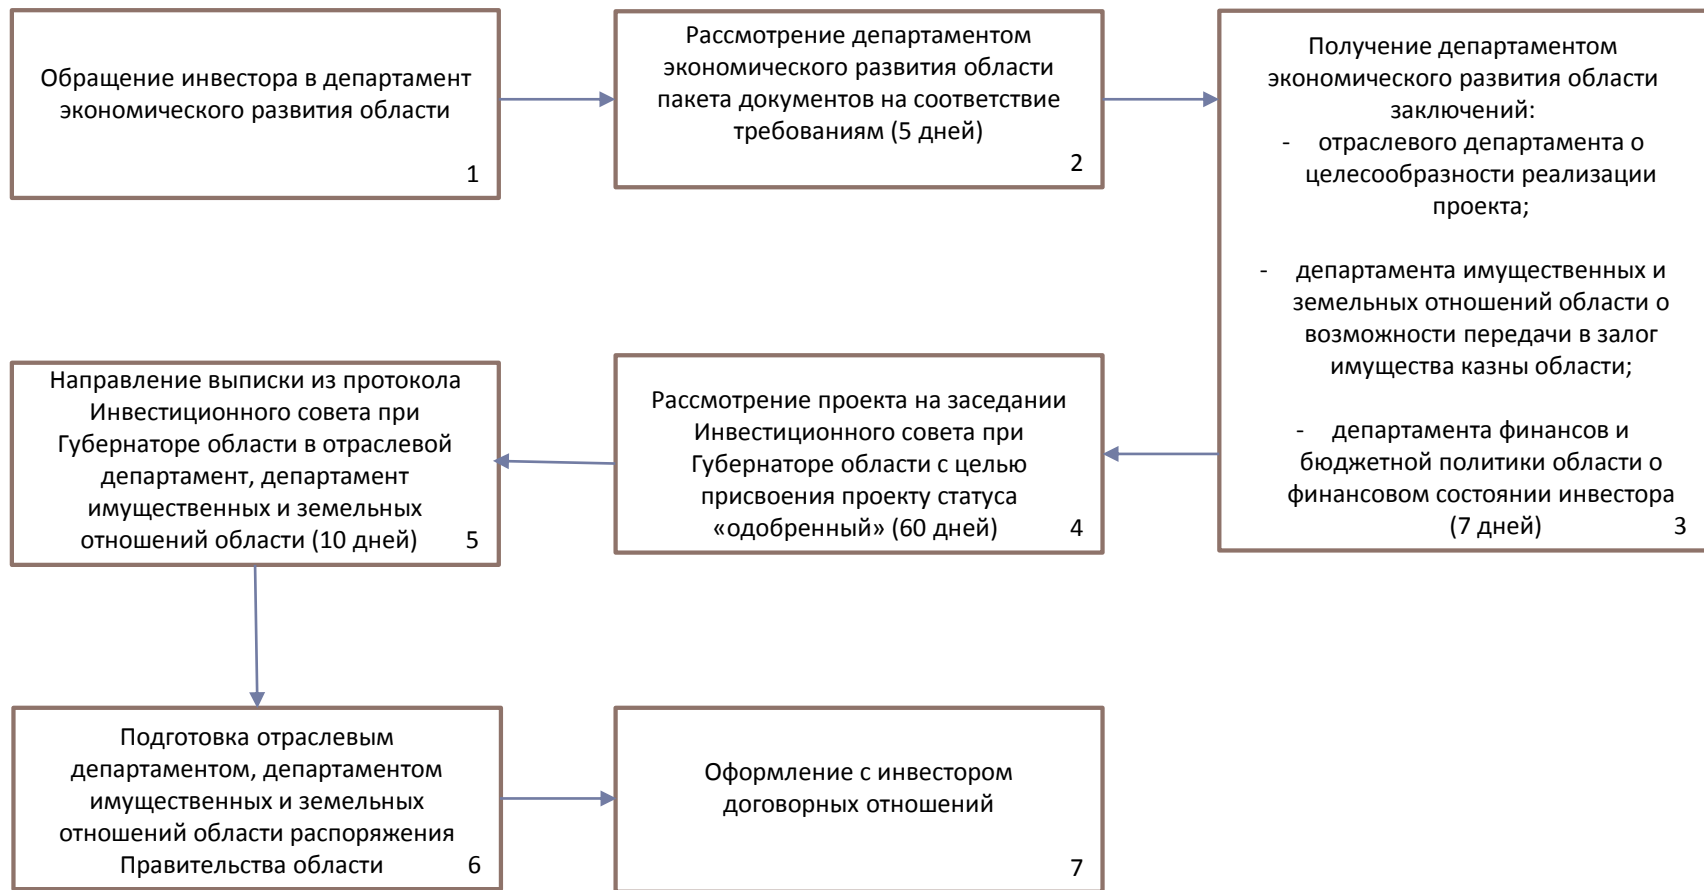 Обращение инвестора в департамент
экономического развития области
1
Рассмотрение департаментом
экономического развития области
пакета документов на соответствие
требованиям (5 дней)
2
Получение департаментом
экономического развития области
заключений:
- отраслевого департамента о
целесообразности реализации
проекта;
- департамента имущественных и
земельных отношений области о
возможности передачи в залог
имущества казны области;
- департамента финансов и
бюджетной политики области о
финансовом состоянии инвестора
(7 дней)
3
Рассмотрение проекта на заседании
Инвестиционного совета при
Губернаторе области с целью
присвоения проекту статуса
«одобренный» (60 дней)
4
Направление выписки из протокола
Инвестиционного совета при
Губернаторе области в отраслевой
департамент, департамент
имущественных и земельных
отношений области (10 дней)
5
Подготовка отраслевым
департаментом, департаментом
имущественных и земельных
отношений области распоряжения
Правительства области
6
Оформление с инвестором
договорных отношений
7